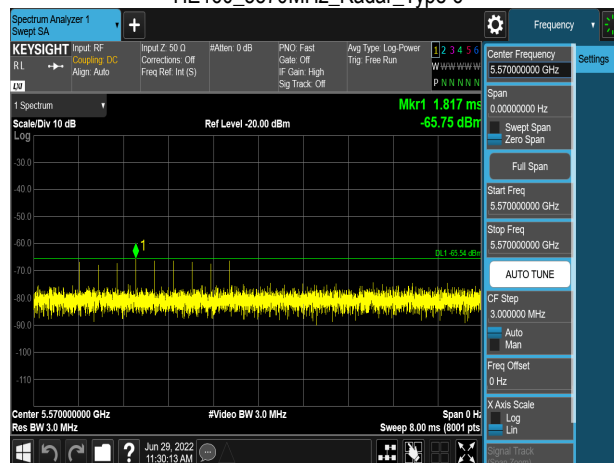 Spectrum Analyzer 1
Swept SA
Frequency
KEYSIGHT
RL
LXI
Input: RF
Coupling: DC
Align: Auto
Input Z: 50 Ω
Corrections: Off
Freq Ref: Int (S)
#Atten: 0 dB
PNO: Fast
Gate: Off
IF Gain: High
Sig Track: Off
Avg Type: Log-Power
Trig: Free Run
1 2 3 4 5 6
W W W W W W
P N N N N N
1 Spectrum
Scale/Div 10 dB
Log
Ref Level -20.00 dBm
Mkr1 1.817 ms
-65.75 dBm
-30.0
-40.0
-50.0
-60.0
-70.0
-80.0
-90.0
-100
-110
1
DL1 -65.54 dBm
Center 5.570000000 GHz
Res BW 3.0 MHz
#Video BW 3.0 MHz
Span 0 Hz
Sweep 8.00 ms (8001 pts)
Jun 29, 2022
11:30:13 AM
Center Frequency
5.570000000 GHz
Span
0.00000000 Hz
Swept Span
Zero Span
Full Span
Start Freq
5.570000000 GHz
Stop Freq
5.570000000 GHz
AUTO TUNE
CF Step
3.000000 MHz
Auto
Man
Freq Offset
0 Hz
X Axis Scale
Log
Lin
Signal Track
Settings